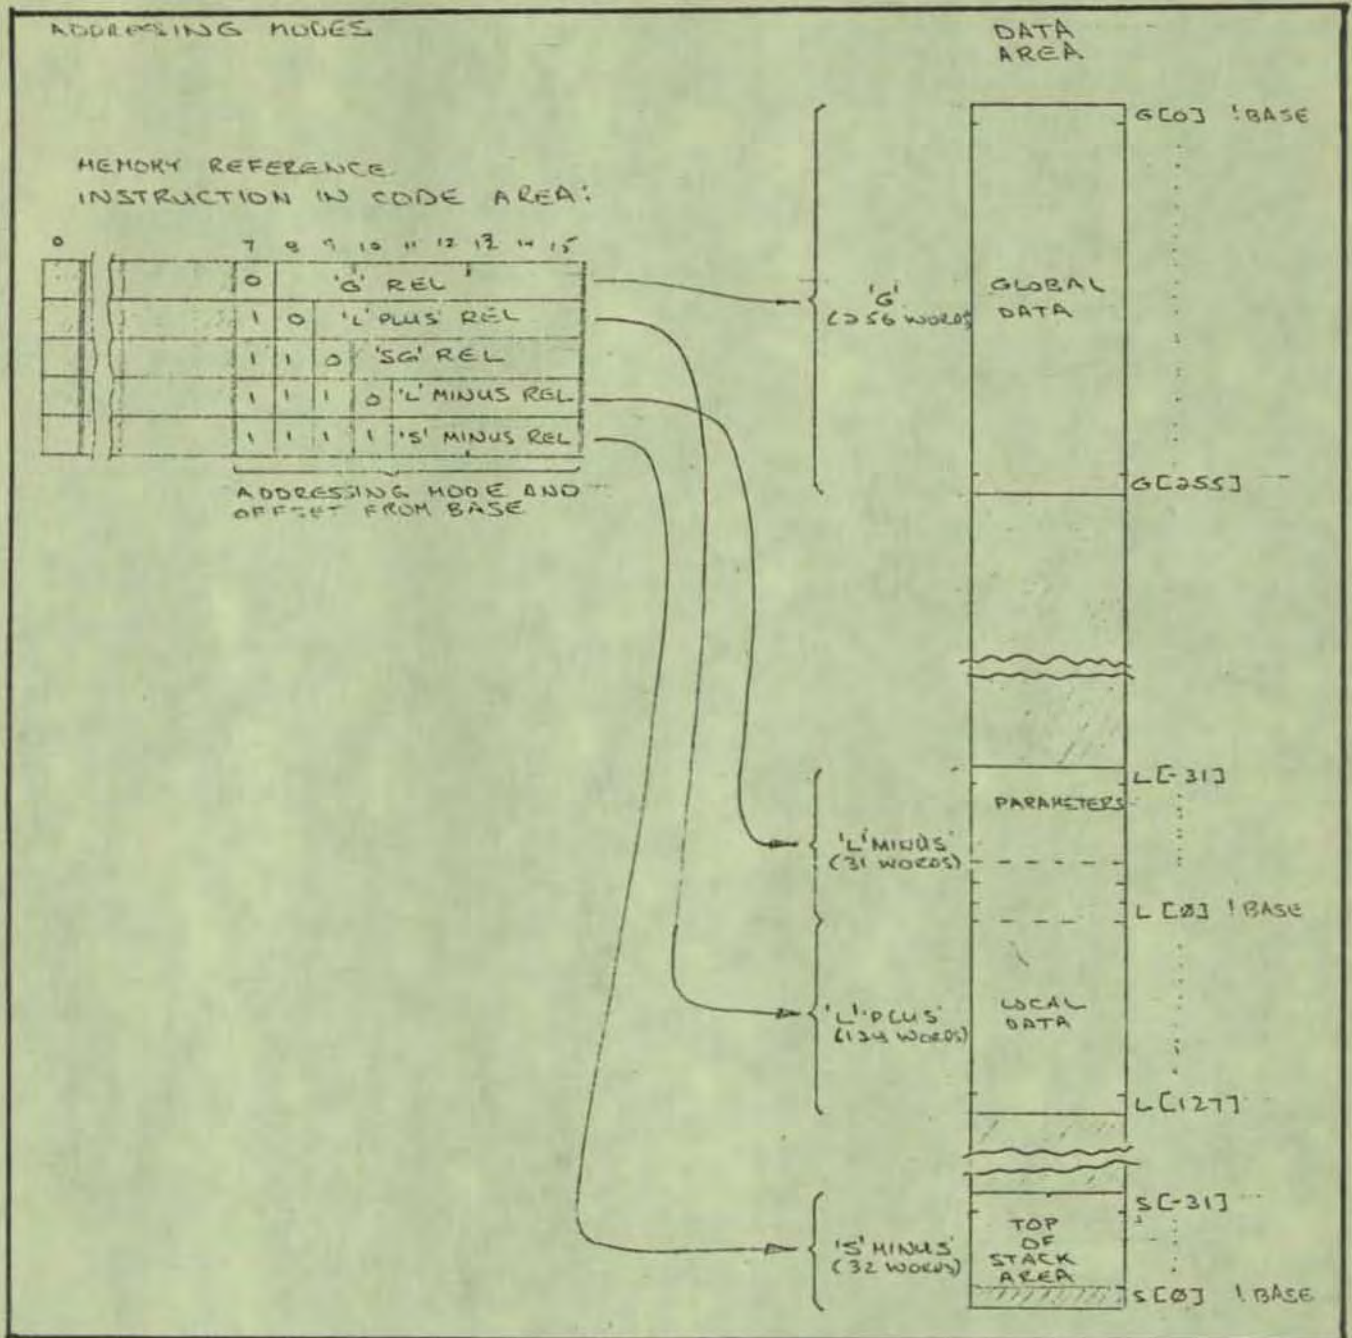 ADDRESSING MODES
DATA
AREA
MEMORY REFERENCE
INSTRUCTION IN CODE AREA:
0 7 8 9 10 11 12 13 14 15
0 'G' REL
1 0 'L' PLUS' REL
1 1 0 'SG' REL
1 1 1 0 'L' MINUS REL
1 1 1 1 'S' MINUS REL
ADDRESSING MODE AND
OFFSET FROM BASE
'G'
(256 WORDS)
GLOBAL
DATA
G[0] !BASE
G[255]
L[-31]
PARAMETERS
'L' MINUS'
(31 WORDS)
L[Ø] !BASE
'L' PLUS'
WORDS)
LOCAL
DATA
L[127]
S[-31]
'S' MINUS'
(32 WORDS)
TOP
OF
STACK
AREA
S[Ø] !BASE